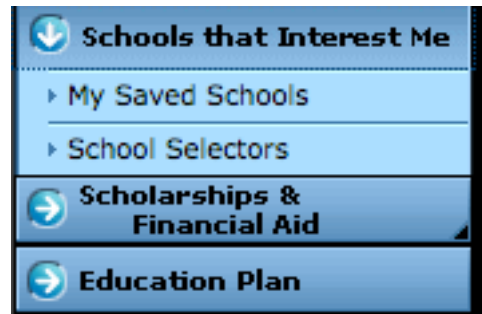 Schools that Interest Me
My Saved Schools
School Selectors
Scholarships &
Financial Aid
Education Plan